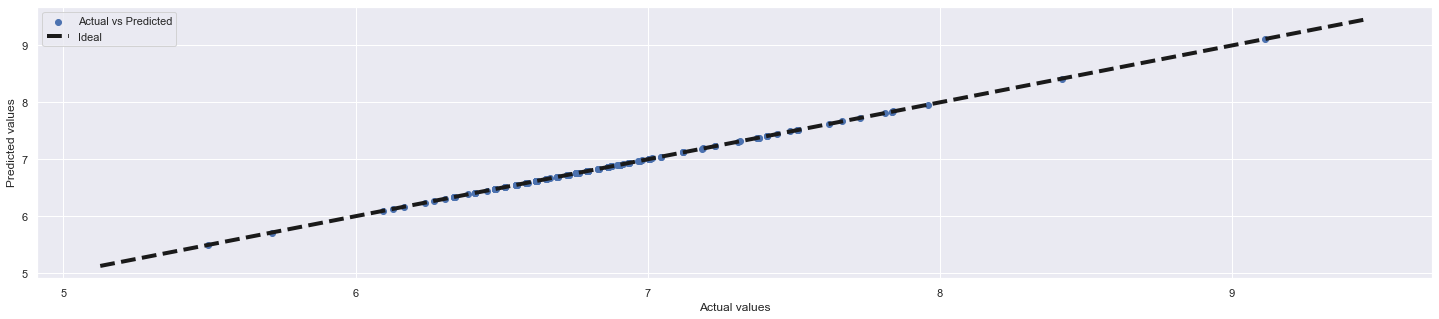 Actual vs Predicted
Ideal
9
8
7
6
5
Predicted values
5 6 7 8 9
Actual values